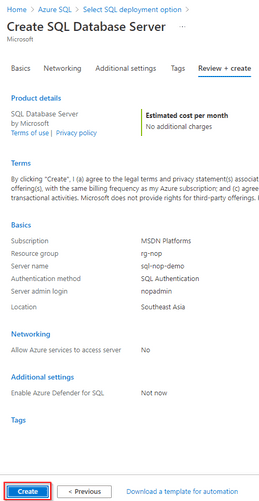 Home > Azure SQL > Select SQL deployment option >
Create SQL Database Server ...
Microsoft
Basics Networking Additional settings Tags Review + create
Product details
SQL Database Server
by Microsoft
Terms of use | Privacy policy
Estimated cost per month
No additional charges
Terms
By clicking "Create", I (a) agree to the legal terms and privacy statement(s) associat
offering(s), with the same billing frequency as my Azure subscription; and (c) agree
transactional activities. Microsoft does not provide rights for third-party offerings.
Basics
Subscription MSDN Platforms
Resource group rg-nop
Server name sql-nop-demo
Authentication method SQL Authentication
Server admin login nopadmin
Location Southeast Asia
Networking
Allow Azure services to access server No
Additional settings
Enable Azure Defender for SQL Not now
Tags
Create < Previous Download a template for automation